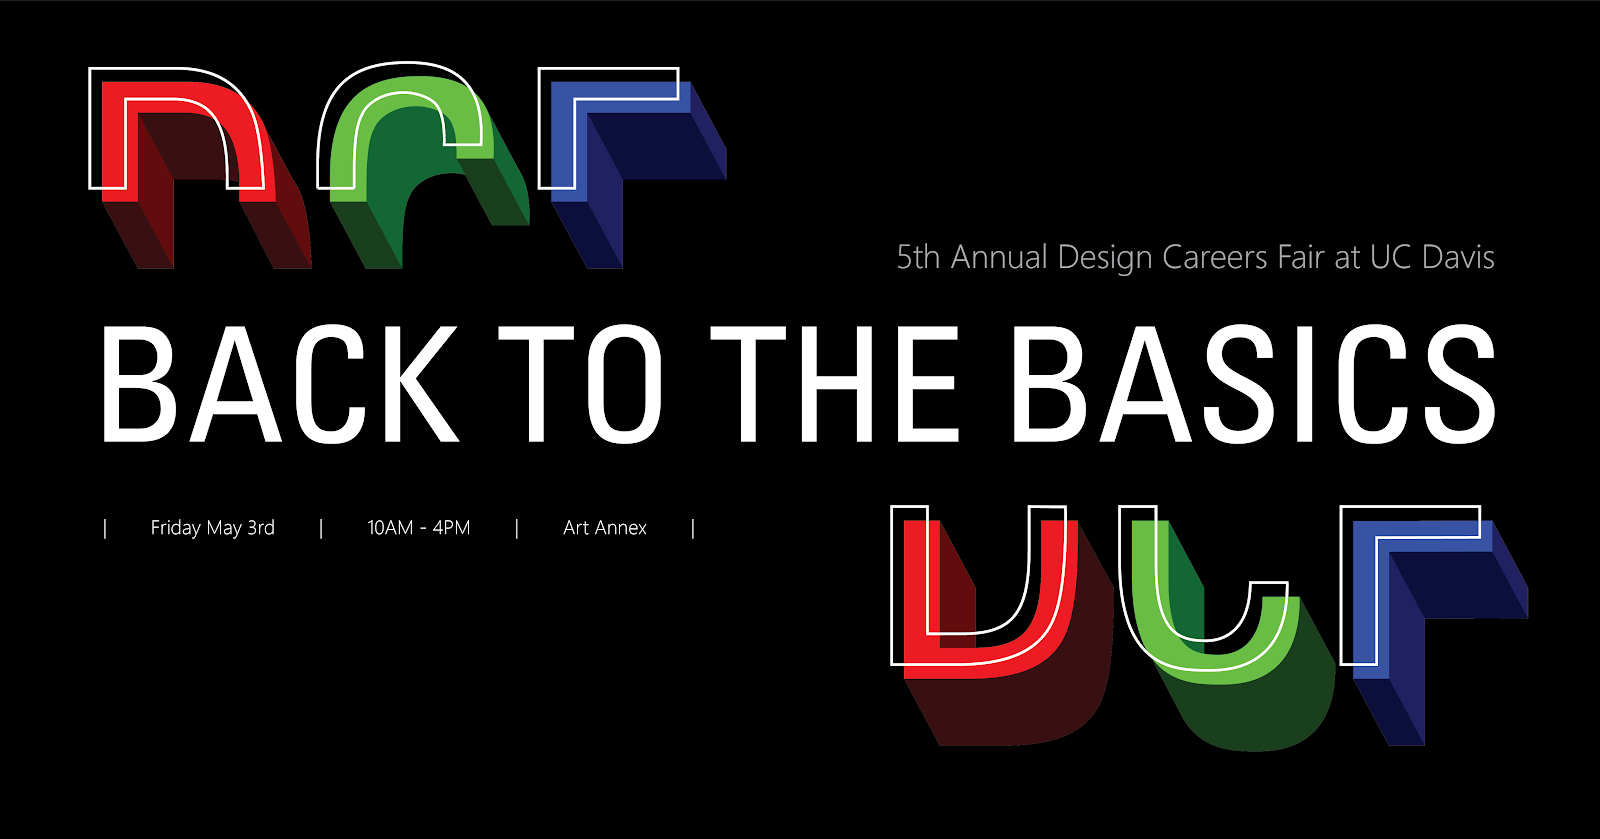 DCF
5th Annual Design Careers Fair at UC Davis
BACK TO THE BASICS
| Friday May 3rd | 10AM - 4PM | Art Annex |